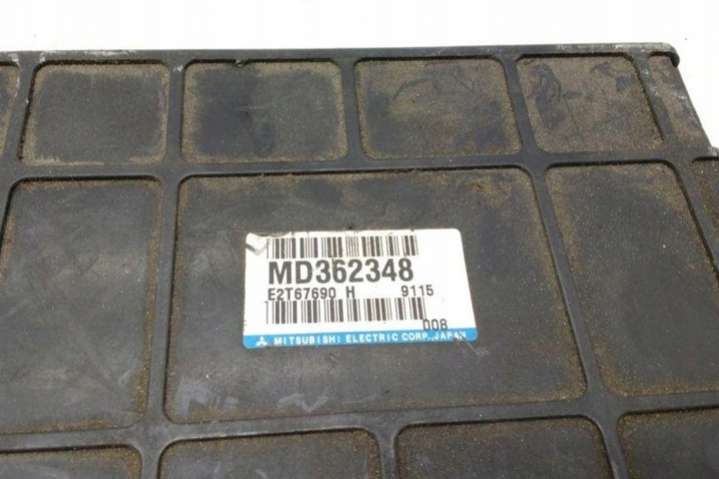 MD362348
E2T67690 H 9115
008
MITSUBISHI ELECTRIC CORP., JAPAN